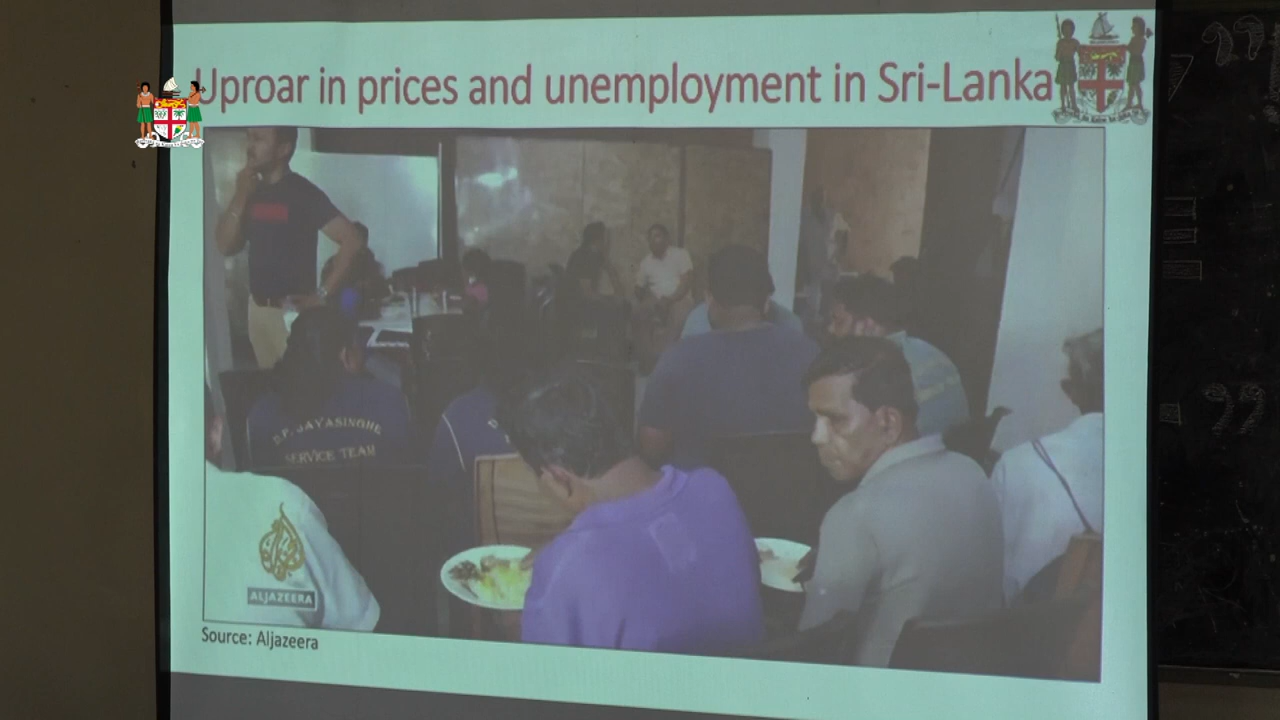 Uproar in prices and unemployment in Sri-Lanka
D.P. JAYASINGHE
SERVICE TEAM
ALJAZEERA
Source: Aljazeera